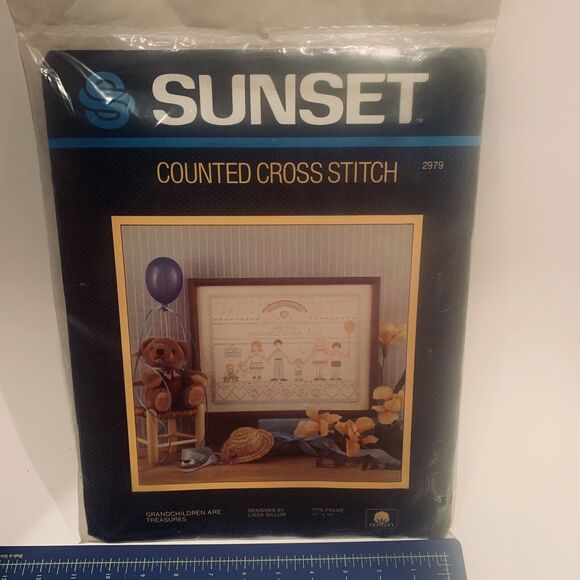 SUNSET
COUNTED CROSS STITCH
2979
GRANDCHILDREN ARE
TREASURES
DESIGNED BY
LINDA GILLUM
FITS FRAME